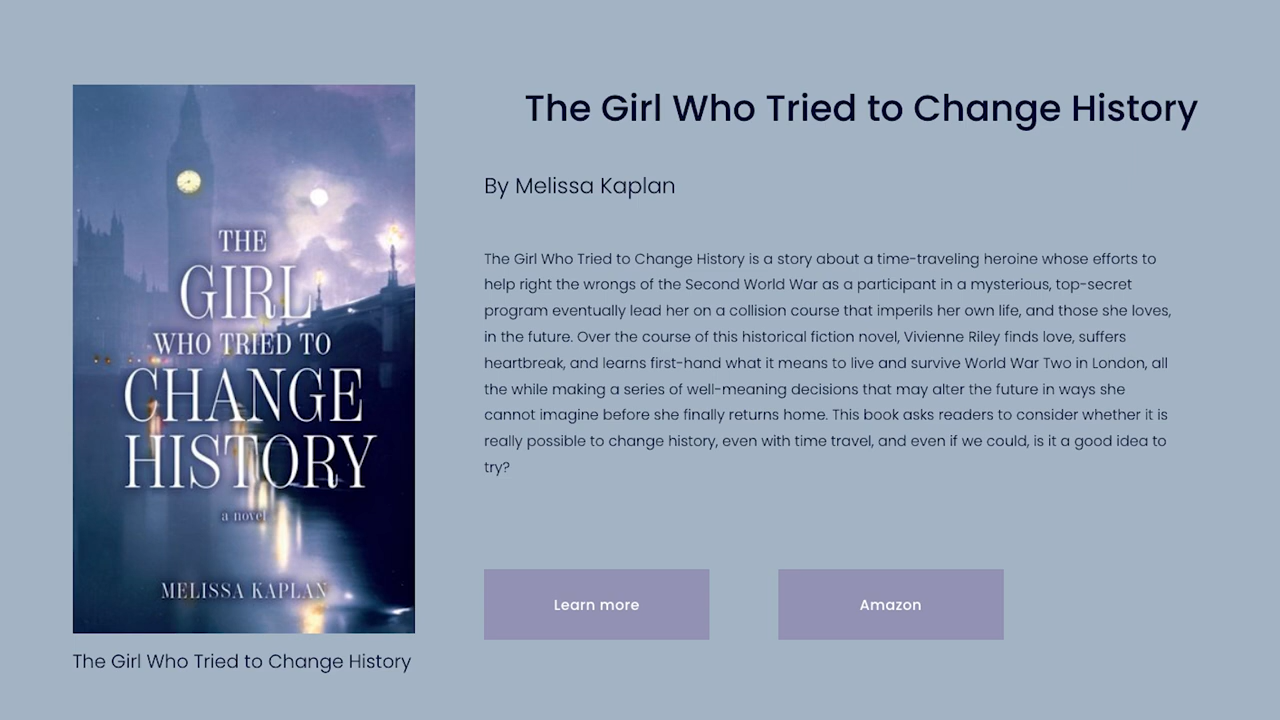 THE
GIRL
WHO TRIED TO
CHANGE
HISTORY
a novel
MELISSA KAPLAN
The Girl Who Tried to Change History
The Girl Who Tried to Change History
By Melissa Kaplan
The Girl Who Tried to Change History is a story about a time-traveling heroine whose efforts to
help right the wrongs of the Second World War as a participant in a mysterious, top-secret
program eventually lead her on a collision course that imperils her own life, and those she loves,
in the future. Over the course of this historical fiction novel, Vivienne Riley finds love, suffers
heartbreak, and learns first-hand what it means to live and survive World War Two in London, all
the while making a series of well-meaning decisions that may alter the future in ways she
cannot imagine before she finally returns home. This book asks readers to consider whether it is
really possible to change history, even with time travel, and even if we could, is it a good idea to
try?
Learn more
Amazon